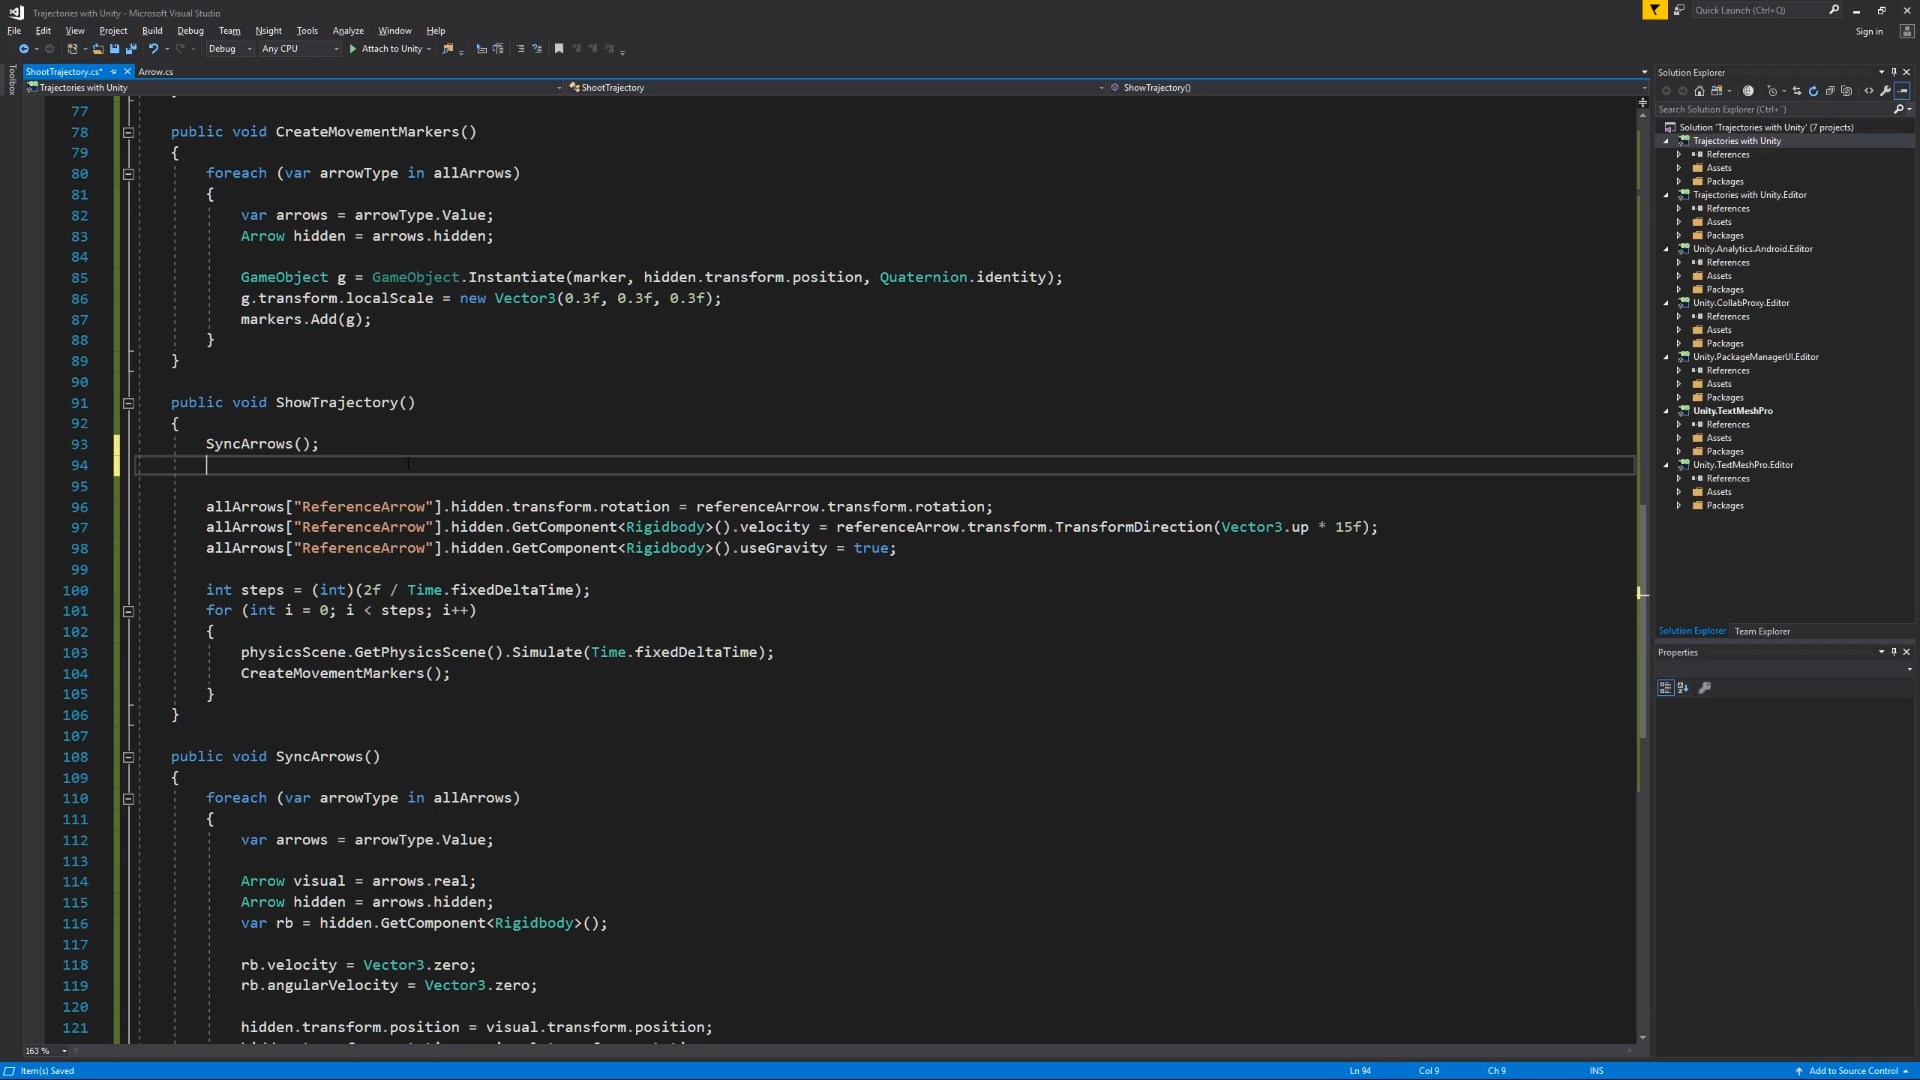 Trajectories with Unity - Microsoft Visual Studio
Quick Launch (Ctrl+Q)
File Edit View Project Build Debug Team Nsight Tools Analyze Window Help
Sign in
Debug Any CPU Attach to Unity
Toolbox
ShootTrajectory.cs* Arrow.cs
Trajectories with Unity ShootTrajectory ShowTrajectory()
77
78 public void CreateMovementMarkers()
79 {
80 foreach (var arrowType in allArrows)
81 {
82 var arrows = arrowType.Value;
83 Arrow hidden = arrows.hidden;
84
85 GameObject g = GameObject.Instantiate(marker, hidden.transform.position, Quaternion.identity);
86 g.transform.localScale = new Vector3(0.3f, 0.3f, 0.3f);
87 markers.Add(g);
88 }
89 }
90
91 public void ShowTrajectory()
92 {
93 SyncArrows();
94
95
96 allArrows["ReferenceArrow"].hidden.transform.rotation = referenceArrow.transform.rotation;
97 allArrows["ReferenceArrow"].hidden.GetComponent<Rigidbody>().velocity = referenceArrow.transform.TransformDirection(Vector3.up * 15f);
98 allArrows["ReferenceArrow"].hidden.GetComponent<Rigidbody>().useGravity = true;
99
100 int steps = (int)(2f / Time.fixedDeltaTime);
101 for (int i = 0; i < steps; i++)
102 {
103 physicsScene.GetPhysicsScene().Simulate(Time.fixedDeltaTime);
104 CreateMovementMarkers();
105 }
106 }
107
108 public void SyncArrows()
109 {
110 foreach (var arrowType in allArrows)
111 {
112 var arrows = arrowType.Value;
113
114 Arrow visual = arrows.real;
115 Arrow hidden = arrows.hidden;
116 var rb = hidden.GetComponent<Rigidbody>();
117
118 rb.velocity = Vector3.zero;
119 rb.angularVelocity = Vector3.zero;
120
121 hidden.transform.position = visual.transform.position;
163 %
Solution Explorer
Search Solution Explorer (Ctrl+¨)
Solution 'Trajectories with Unity' (7 projects)
Trajectories with Unity
References
Assets
Packages
Trajectories with Unity.Editor
References
Assets
Packages
Unity.Analytics.Android.Editor
References
Assets
Packages
Unity.CollabProxy.Editor
References
Assets
Packages
Unity.PackageManagerUI.Editor
References
Assets
Packages
Unity.TextMeshPro
References
Assets
Packages
Unity.TextMeshPro.Editor
References
Assets
Packages
Solution Explorer Team Explorer
Properties
Item(s) Saved Ln 94 Col 9 Ch 9 INS Add to Source Control